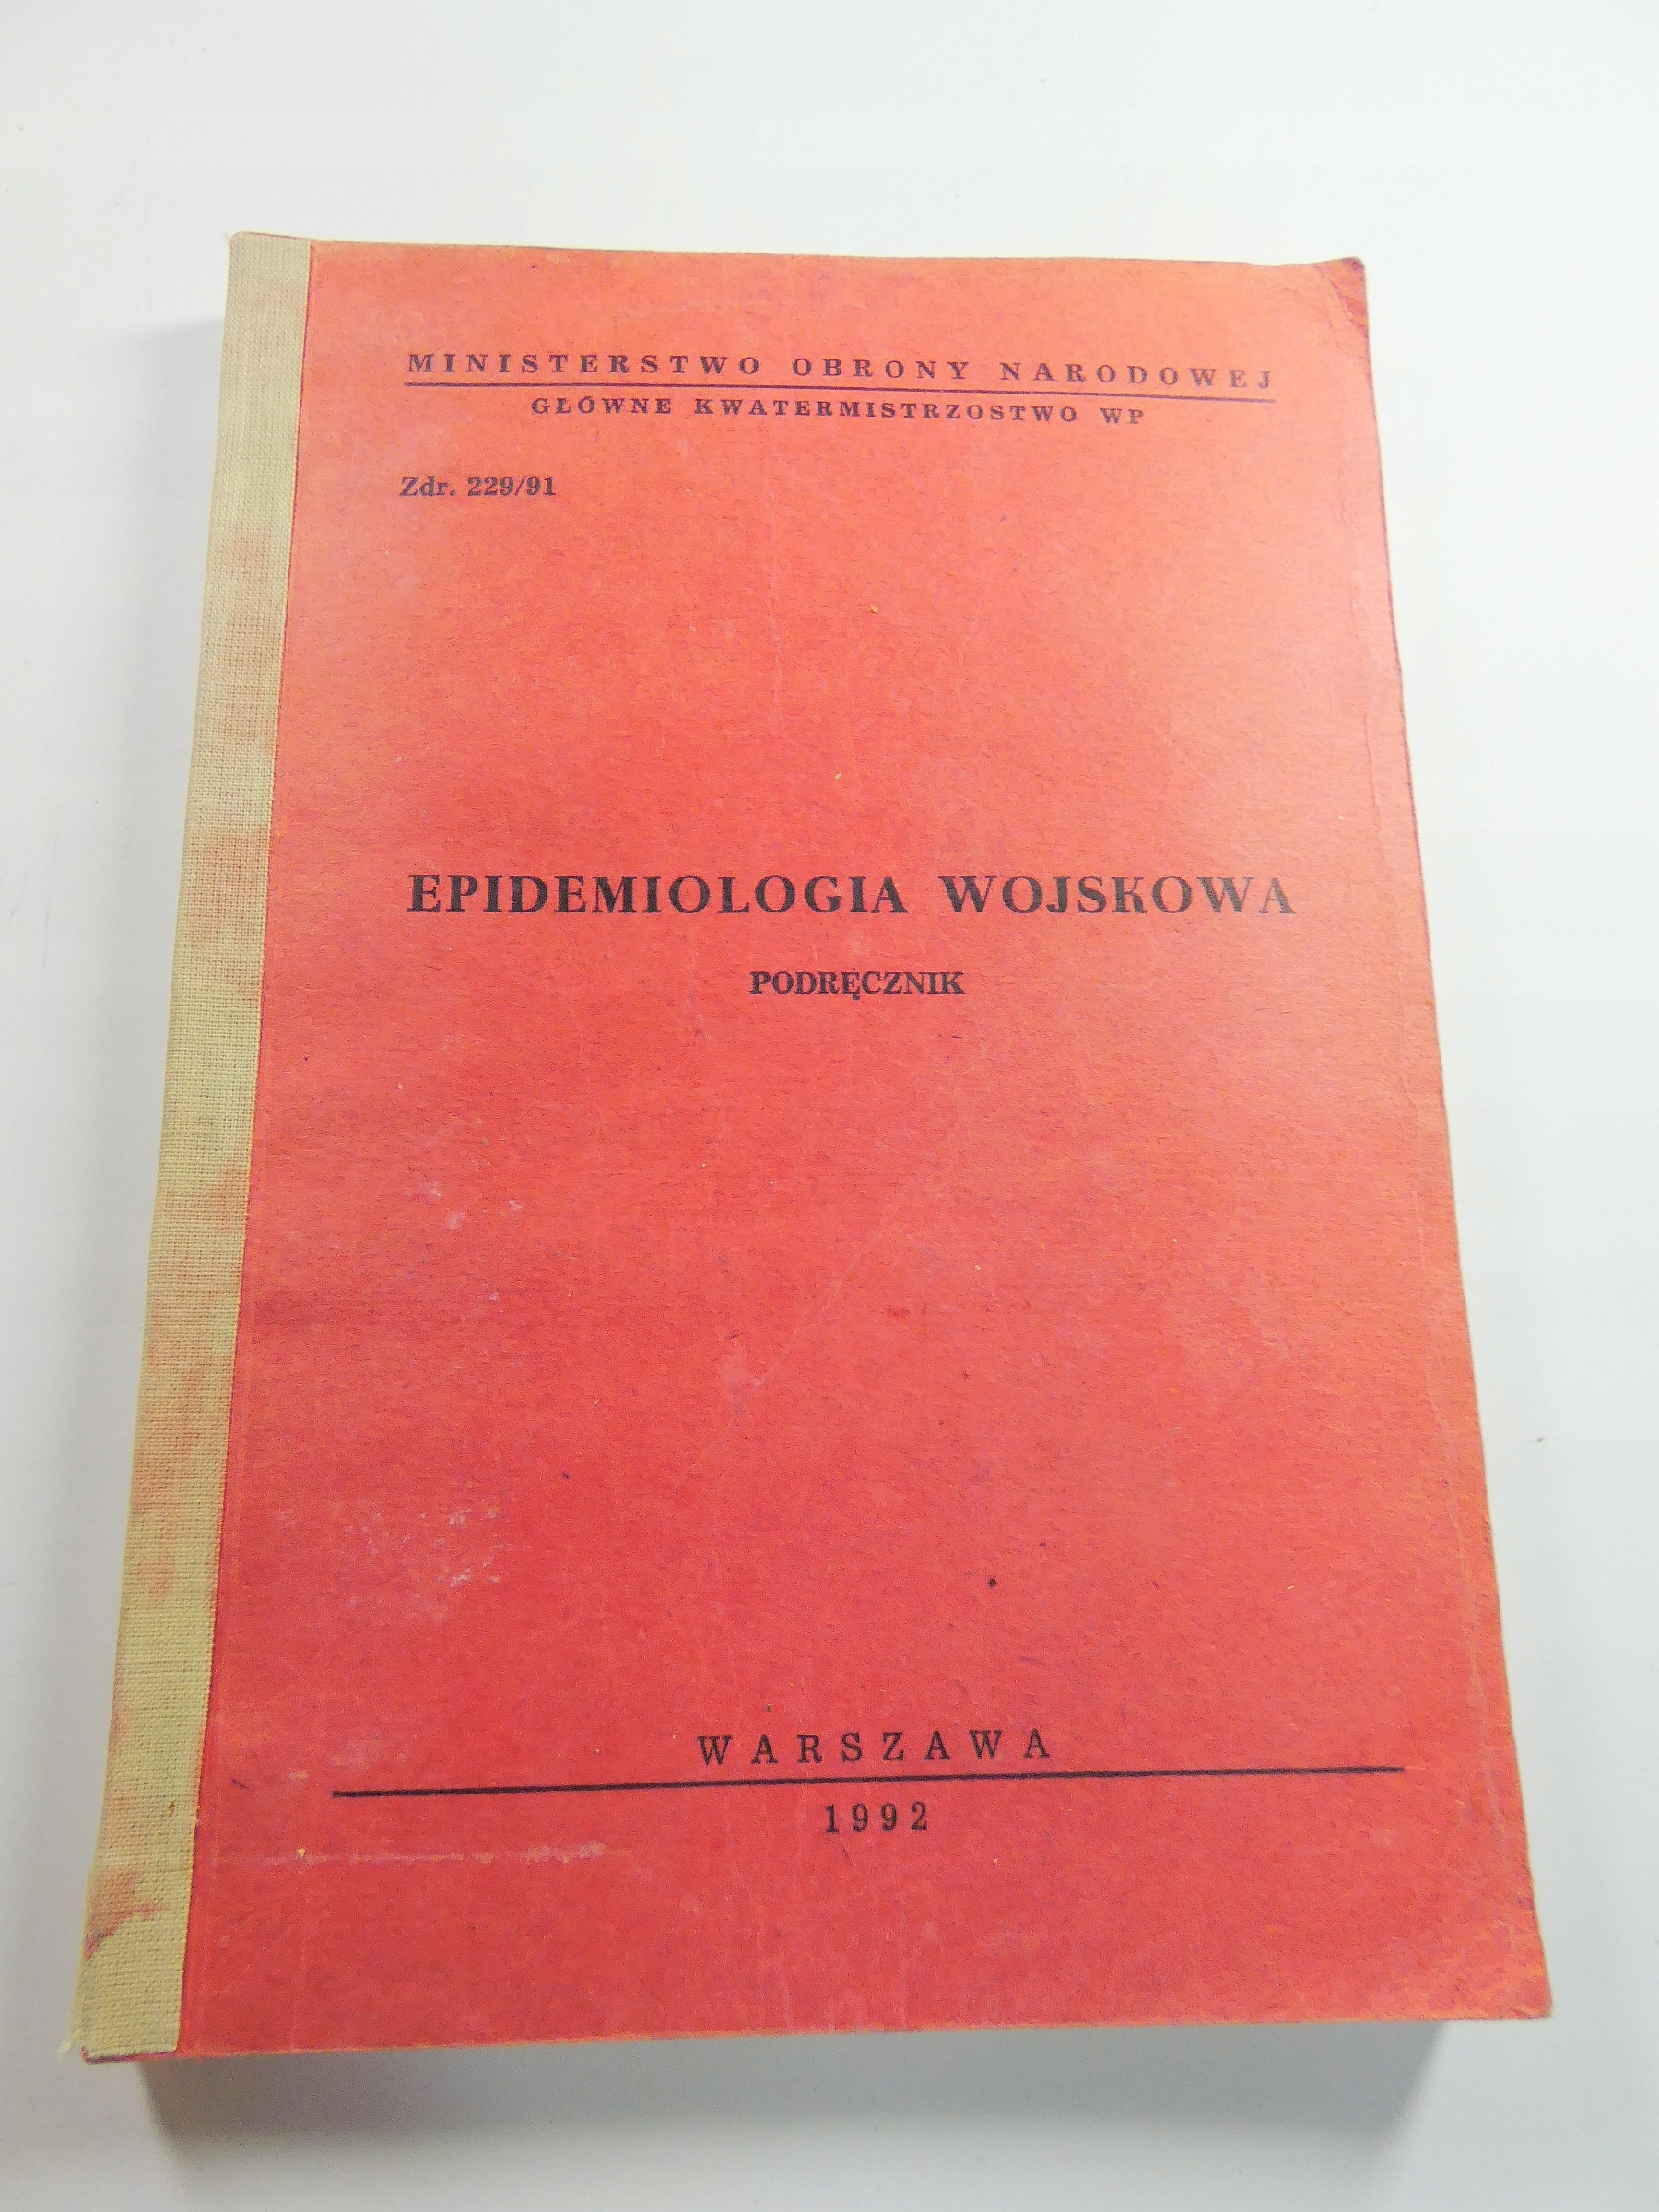 MINISTERSTWO OBRONY NARODOWEJ
GŁÓWNE KWATERMISTRZOSTWO WP
Zdr. 229/91
EPIDEMIOLOGIA WOJSKOWA
PODRĘCZNIK
WARSZAWA
1992